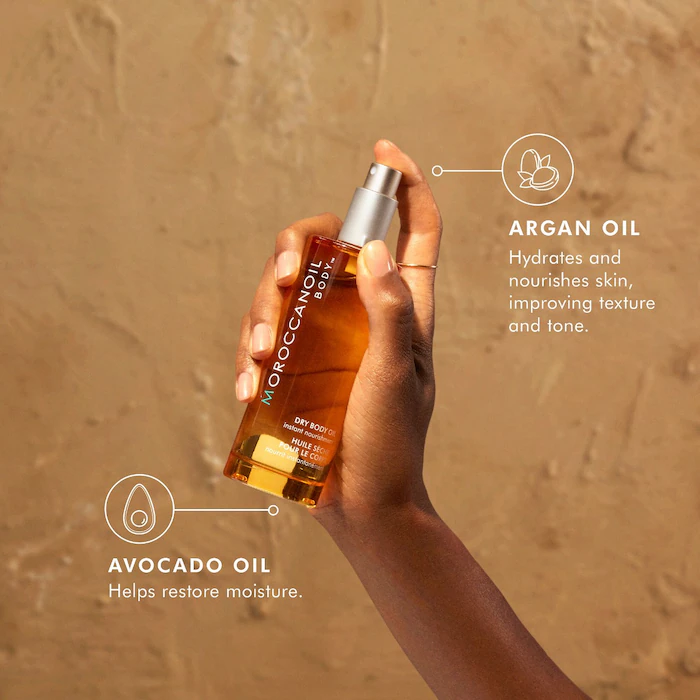 ARGAN OIL
Hydrates and
nourishes skin,
improving texture
and tone.
MOROCCANOIL
BODY™
DRY BODY OIL
instant nourishment
HUILE SÈCHE
POUR LE CORPS
AVOCADO OIL
Helps restore moisture.